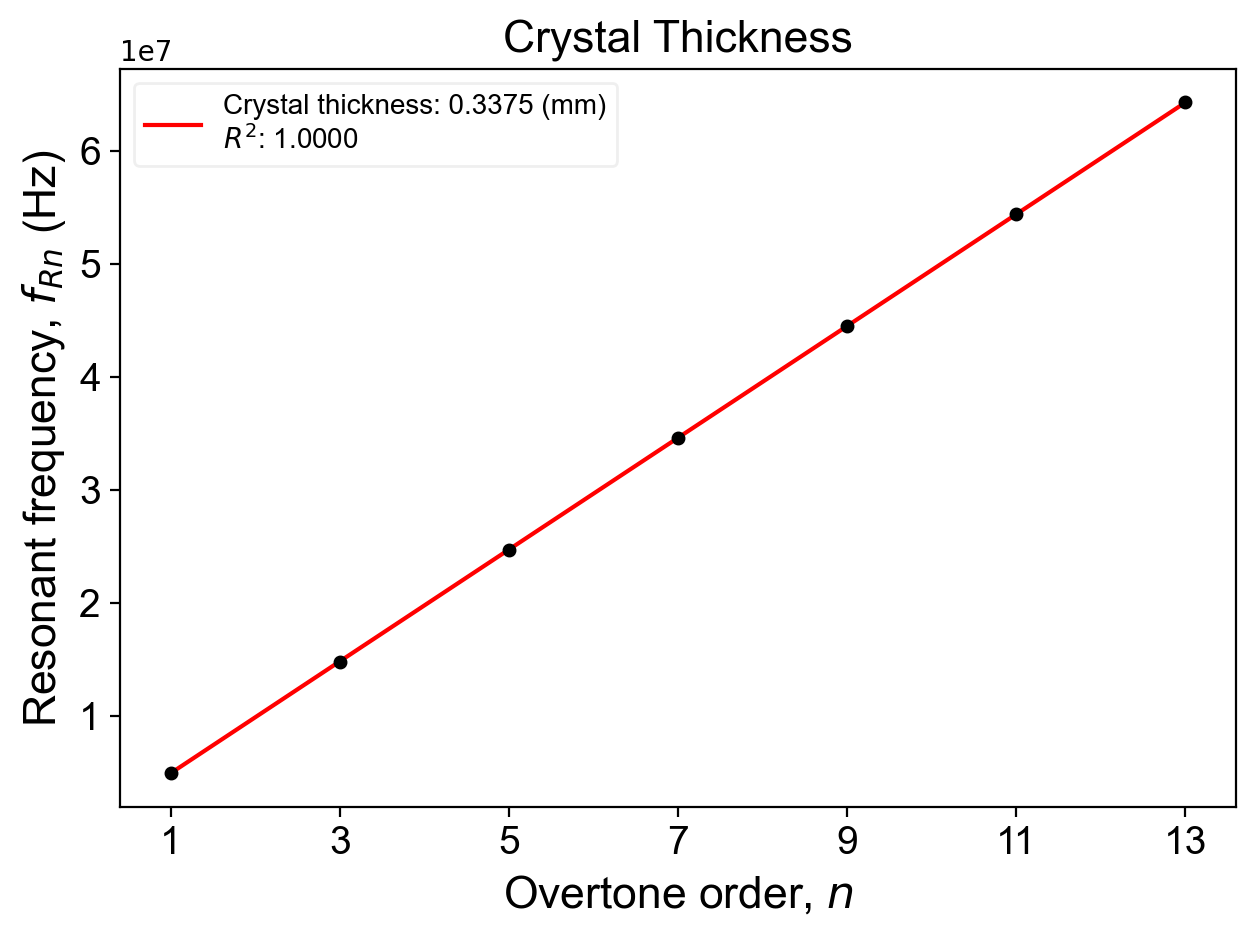 Crystal Thickness
1e7
Crystal thickness: 0.3375 (mm)
R²: 1.0000
6
5
4
3
2
1
Resonant frequency, f_Rn (Hz)
1
3
5
7
9
11
13
Overtone order, n